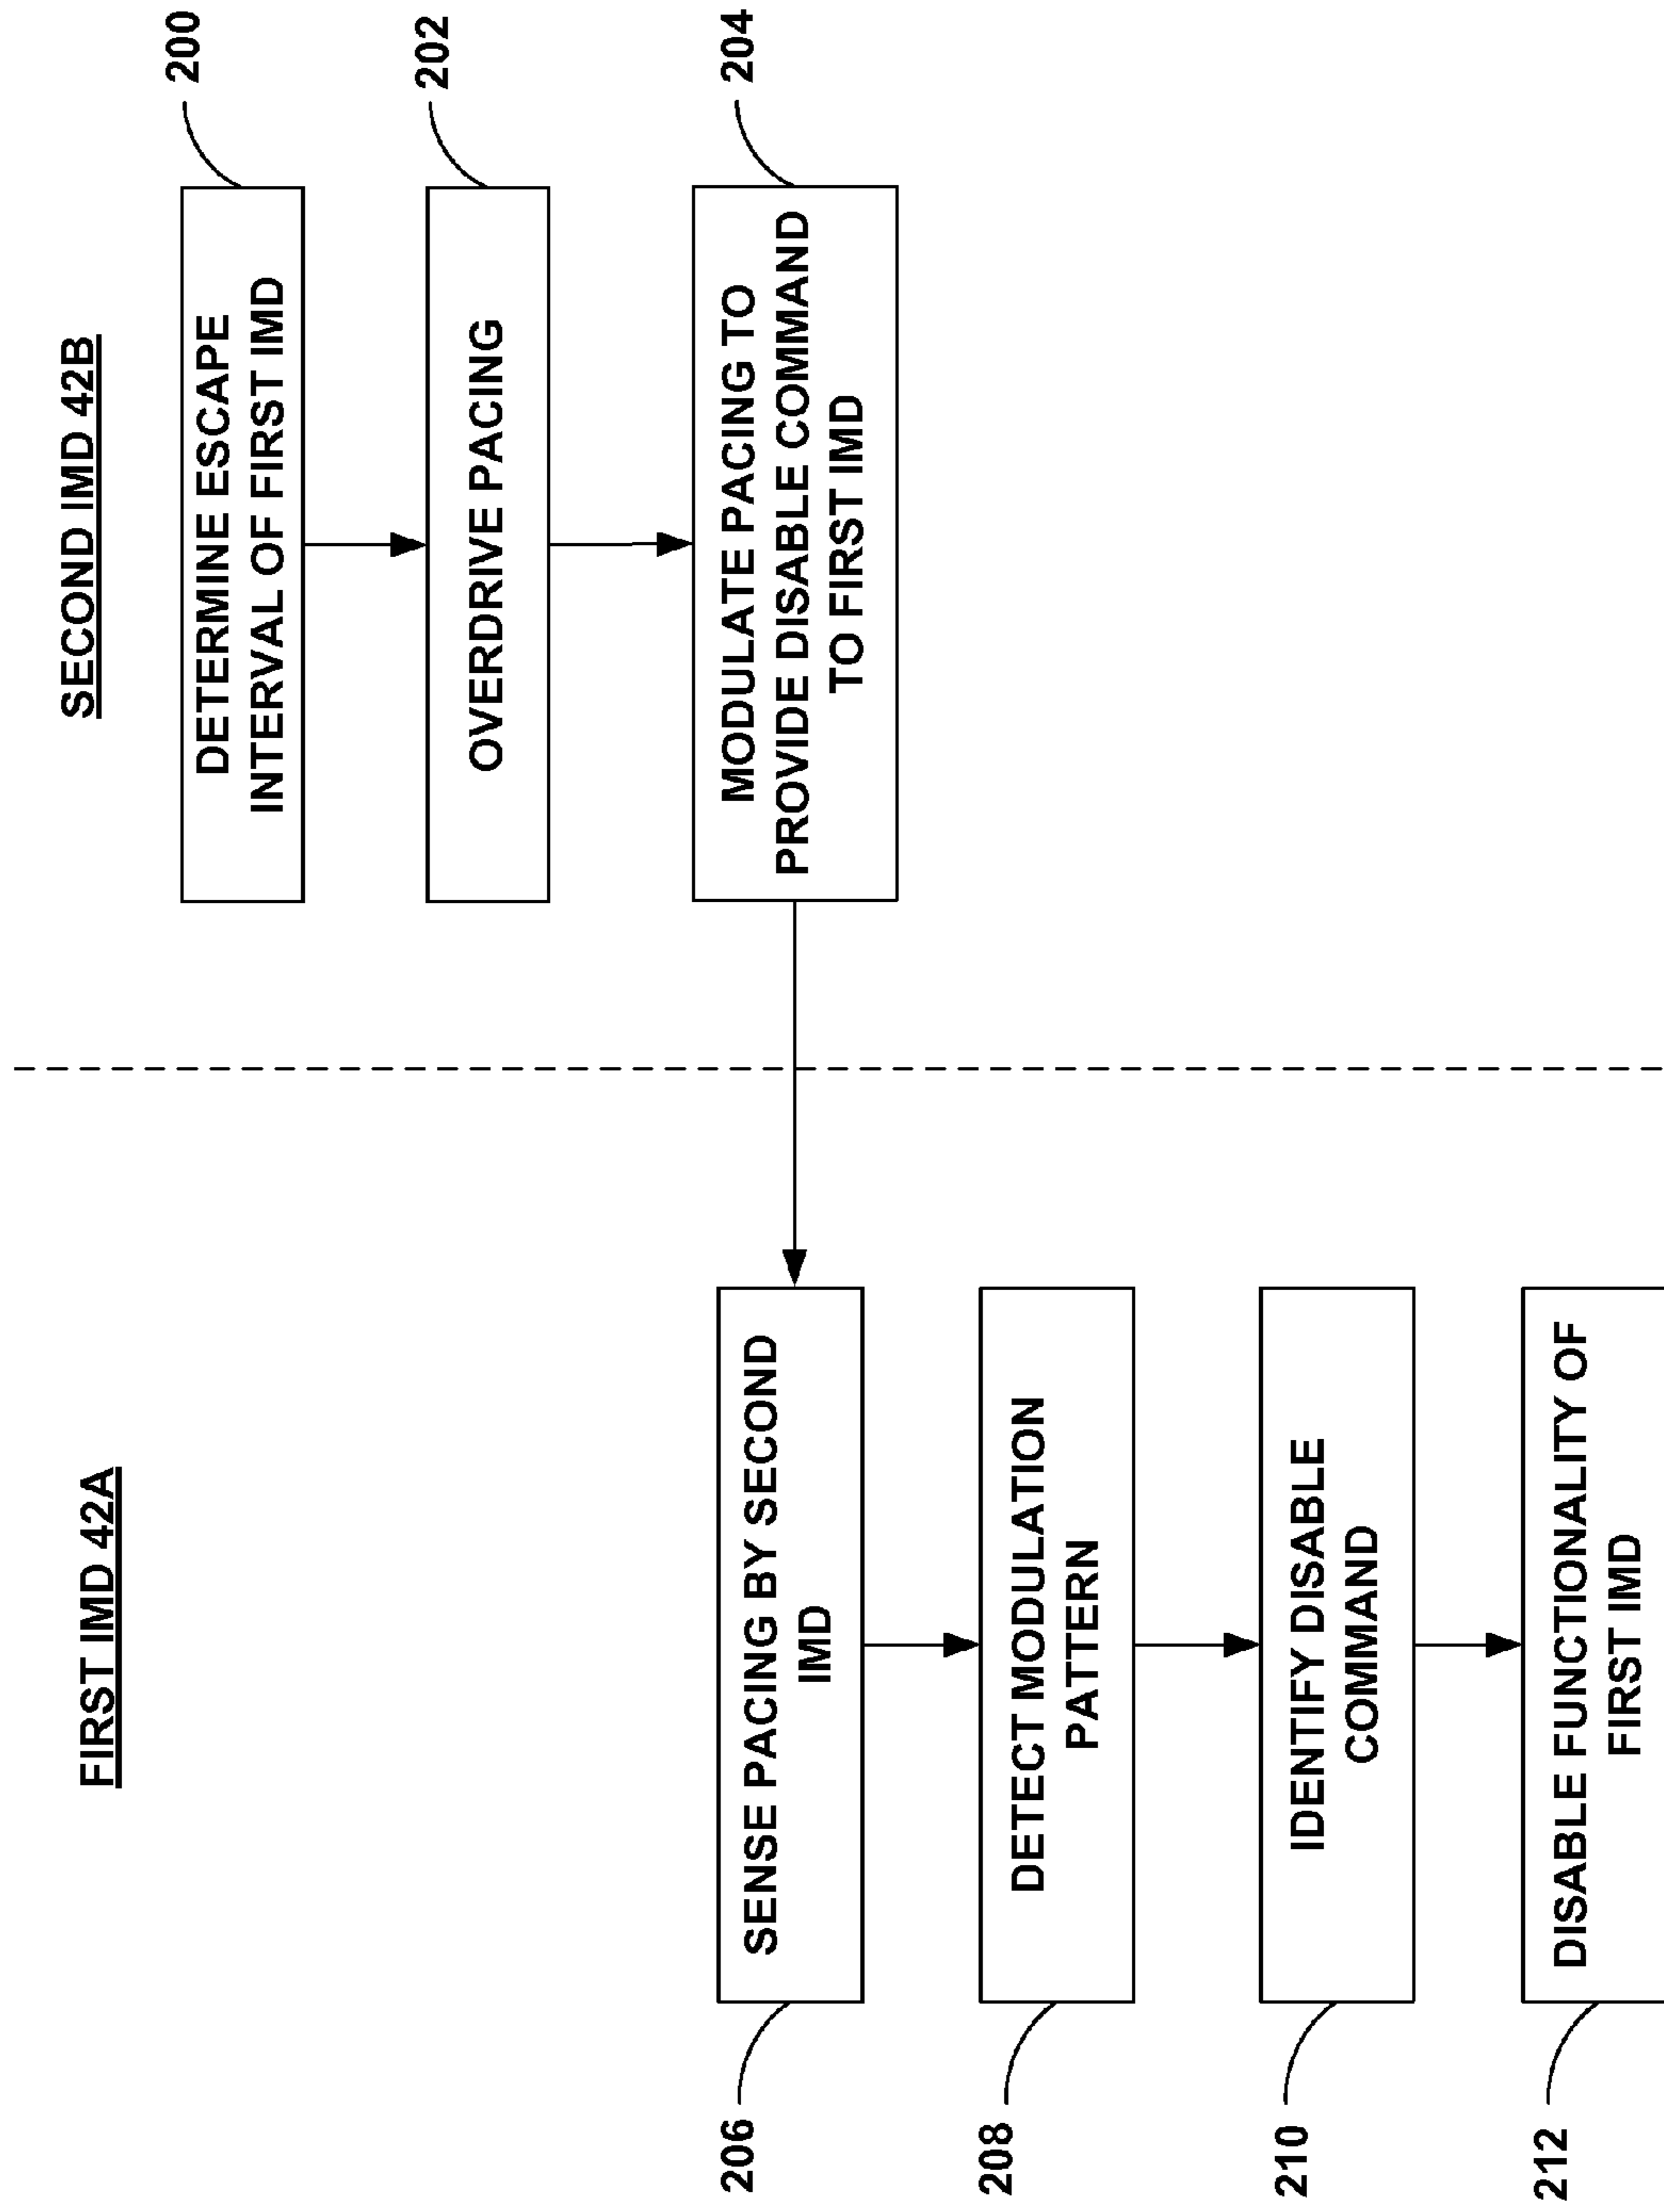 FIRST IMD 42A
SECOND IMD 42B
DETERMINE ESCAPE
INTERVAL OF FIRST IMD
200
OVERDRIVE PACING
202
MODULATE PACING TO
PROVIDE DISABLE COMMAND
TO FIRST IMD
204
206
SENSE PACING BY SECOND
IMD
208
DETECT MODULATION
PATTERN
210
IDENTIFY DISABLE
COMMAND
212
DISABLE FUNCTIONALITY OF
FIRST IMD